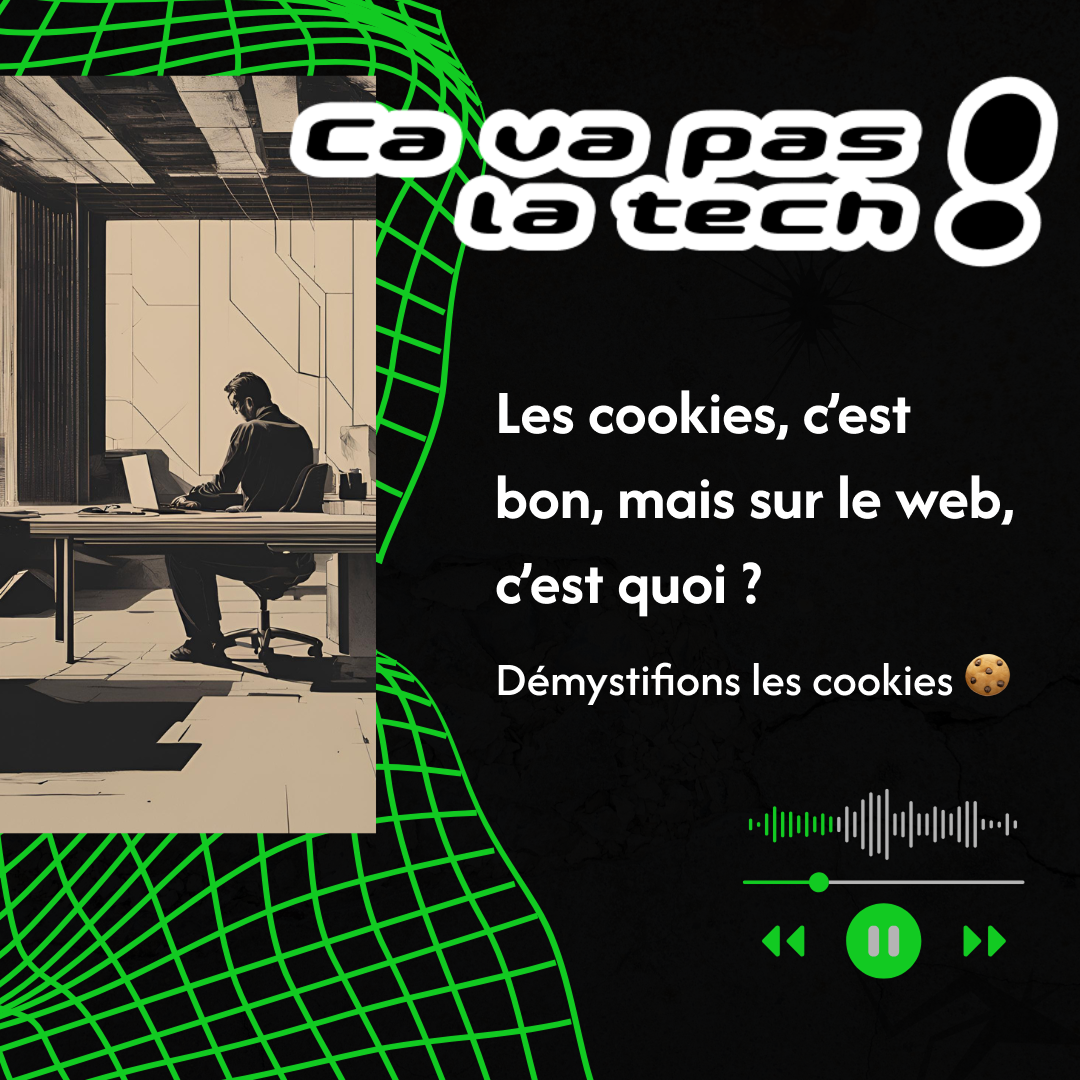 Ca va pas
la tech !
Les cookies, c’est
bon, mais sur le web,
c’est quoi ?
Démystifions les cookies 🍪